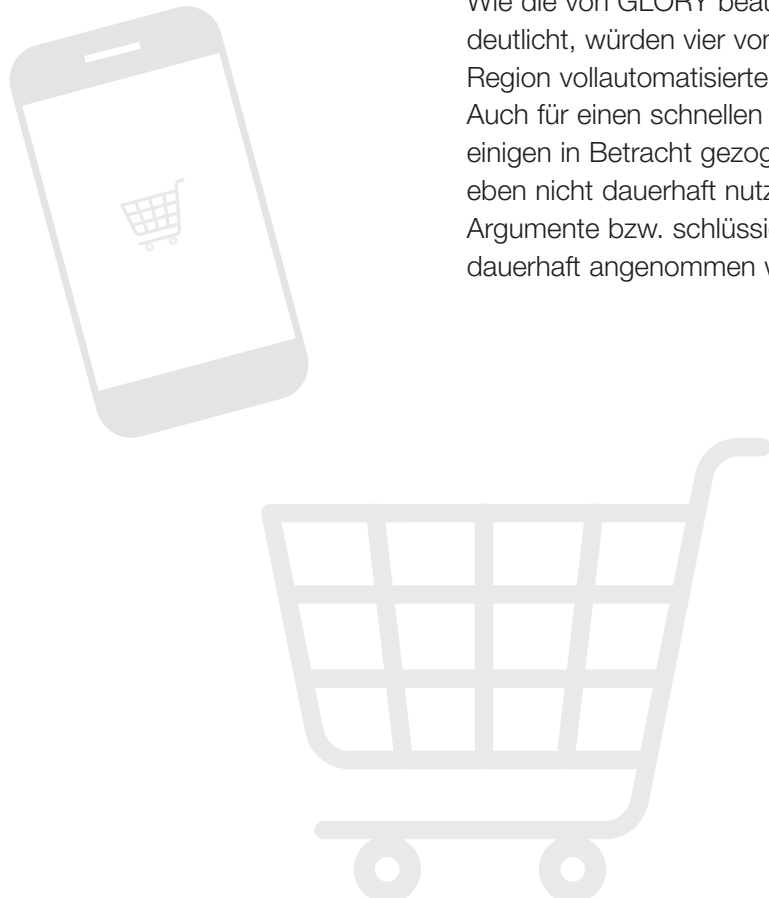 Wie die von GLORY
deutlicht, würden vier
Region vollautomatisierte
Auch für einen schnellen
einigen in Betracht
eben nicht dauerhaft
Argumente bzw.
dauerhaft angenommen